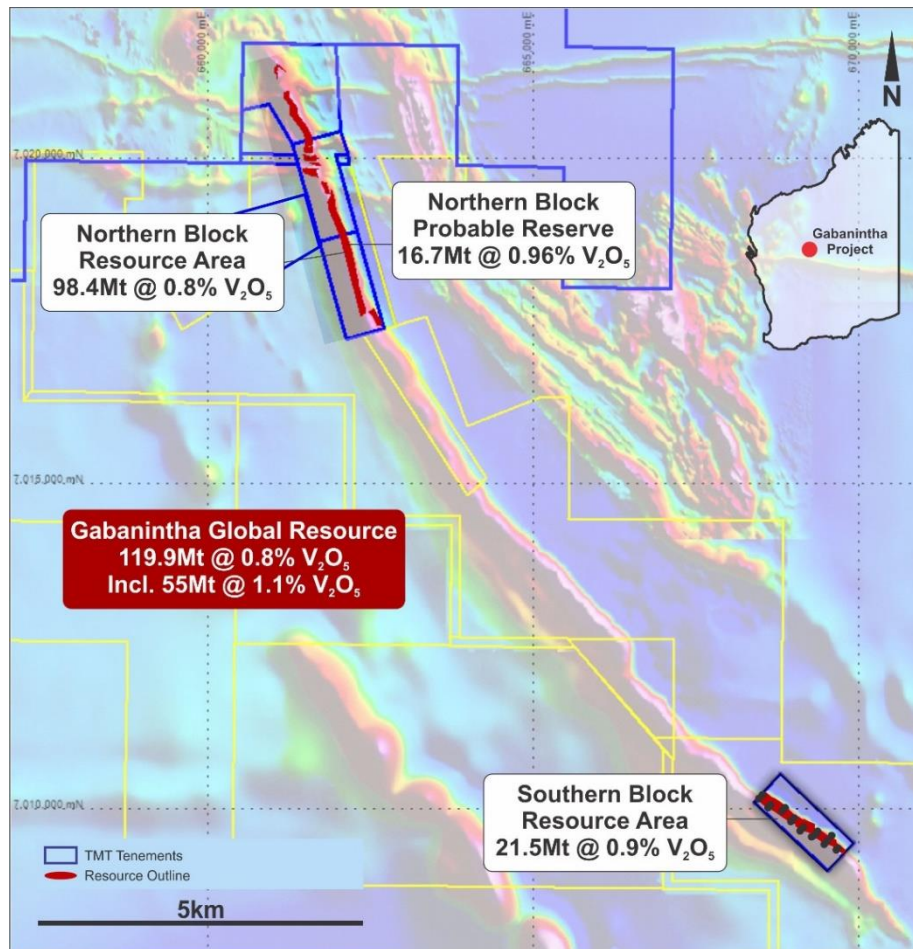 660,000 mE
665,000 mE
670,000 mE
N
7,020,000 mN
Northern Block
Resource Area
98.4Mt @ 0.8% V₂O₅
Northern Block
Probable Reserve
16.7Mt @ 0.96% V₂O₅
Gabanintha
Project
7,015,000 mN
Gabanintha Global Resource
119.9Mt @ 0.8% V₂O₅
Incl. 55Mt @ 1.1% V₂O₅
7,010,000 mN
Southern Block
Resource Area
21.5Mt @ 0.9% V₂O₅
TMT Tenements
Resource Outline
5km